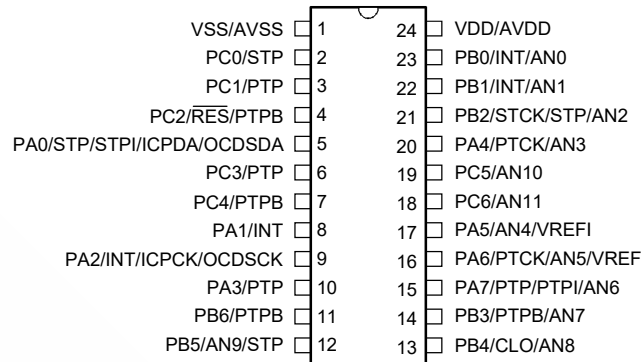 VSS/AVSS 1 24 VDD/AVDD
PC0/STP 2 23 PB0/INT/AN0
PC1/PTP 3 22 PB1/INT/AN1
PC2/RES/PTPB 4 21 PB2/STCK/STP/AN2
PA0/STP/STPI/ICPDA/OCDSDA 5 20 PA4/PTCK/AN3
PC3/PTP 6 19 PC5/AN10
PC4/PTPB 7 18 PC6/AN11
PA1/INT 8 17 PA5/AN4/VREFI
PA2/INT/ICPCK/OCDSCK 9 16 PA6/PTCK/AN5/VREF
PA3/PTP 10 15 PA7/PTP/PTPI/AN6
PB6/PTPB 11 14 PB3/PTPB/AN7
PB5/AN9/STP 12 13 PB4/CLO/AN8